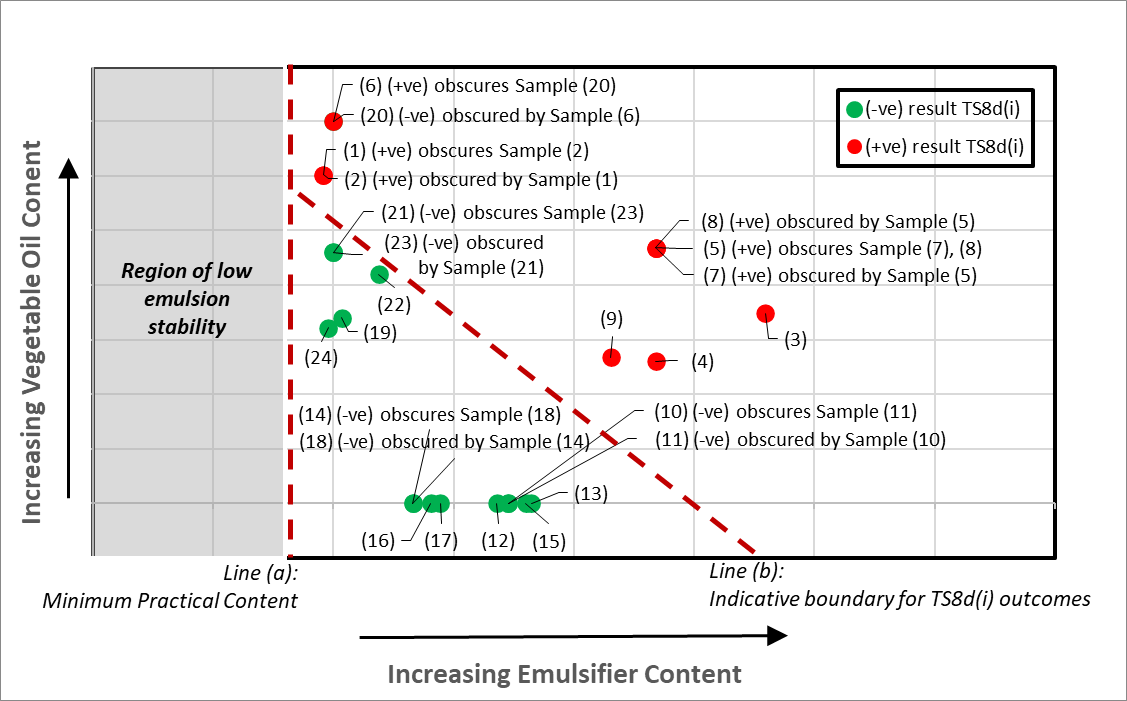 (6) (+ve) obscures Sample (20)
(20) (-ve) obscured by Sample (6)
(1) (+ve) obscures Sample (2)
(2) (+ve) obscured by Sample (1)
(-ve) result TS8d(i)
(+ve) result TS8d(i)
(21) (-ve) obscures Sample (23)
(23) (-ve) obscured
by Sample (21)
(22)
(19)
(24)
(8) (+ve) obscured by Sample (5)
(5) (+ve) obscures Sample (7), (8)
(7) (+ve) obscured by Sample (5)
(9)
(3)
(4)
Region of low
emulsion
stability
Increasing Vegetable Oil Conent
(14) (-ve) obscures Sample (18)
(18) (-ve) obscured by Sample (14)
(10) (-ve) obscures Sample (11)
(11) (-ve) obscured by Sample (10)
(13)
(16)
(17)
(12)
(15)
Line (a):
Minimum Practical Content
Line (b):
Indicative boundary for TS8d(i) outcomes
Increasing Emulsifier Content